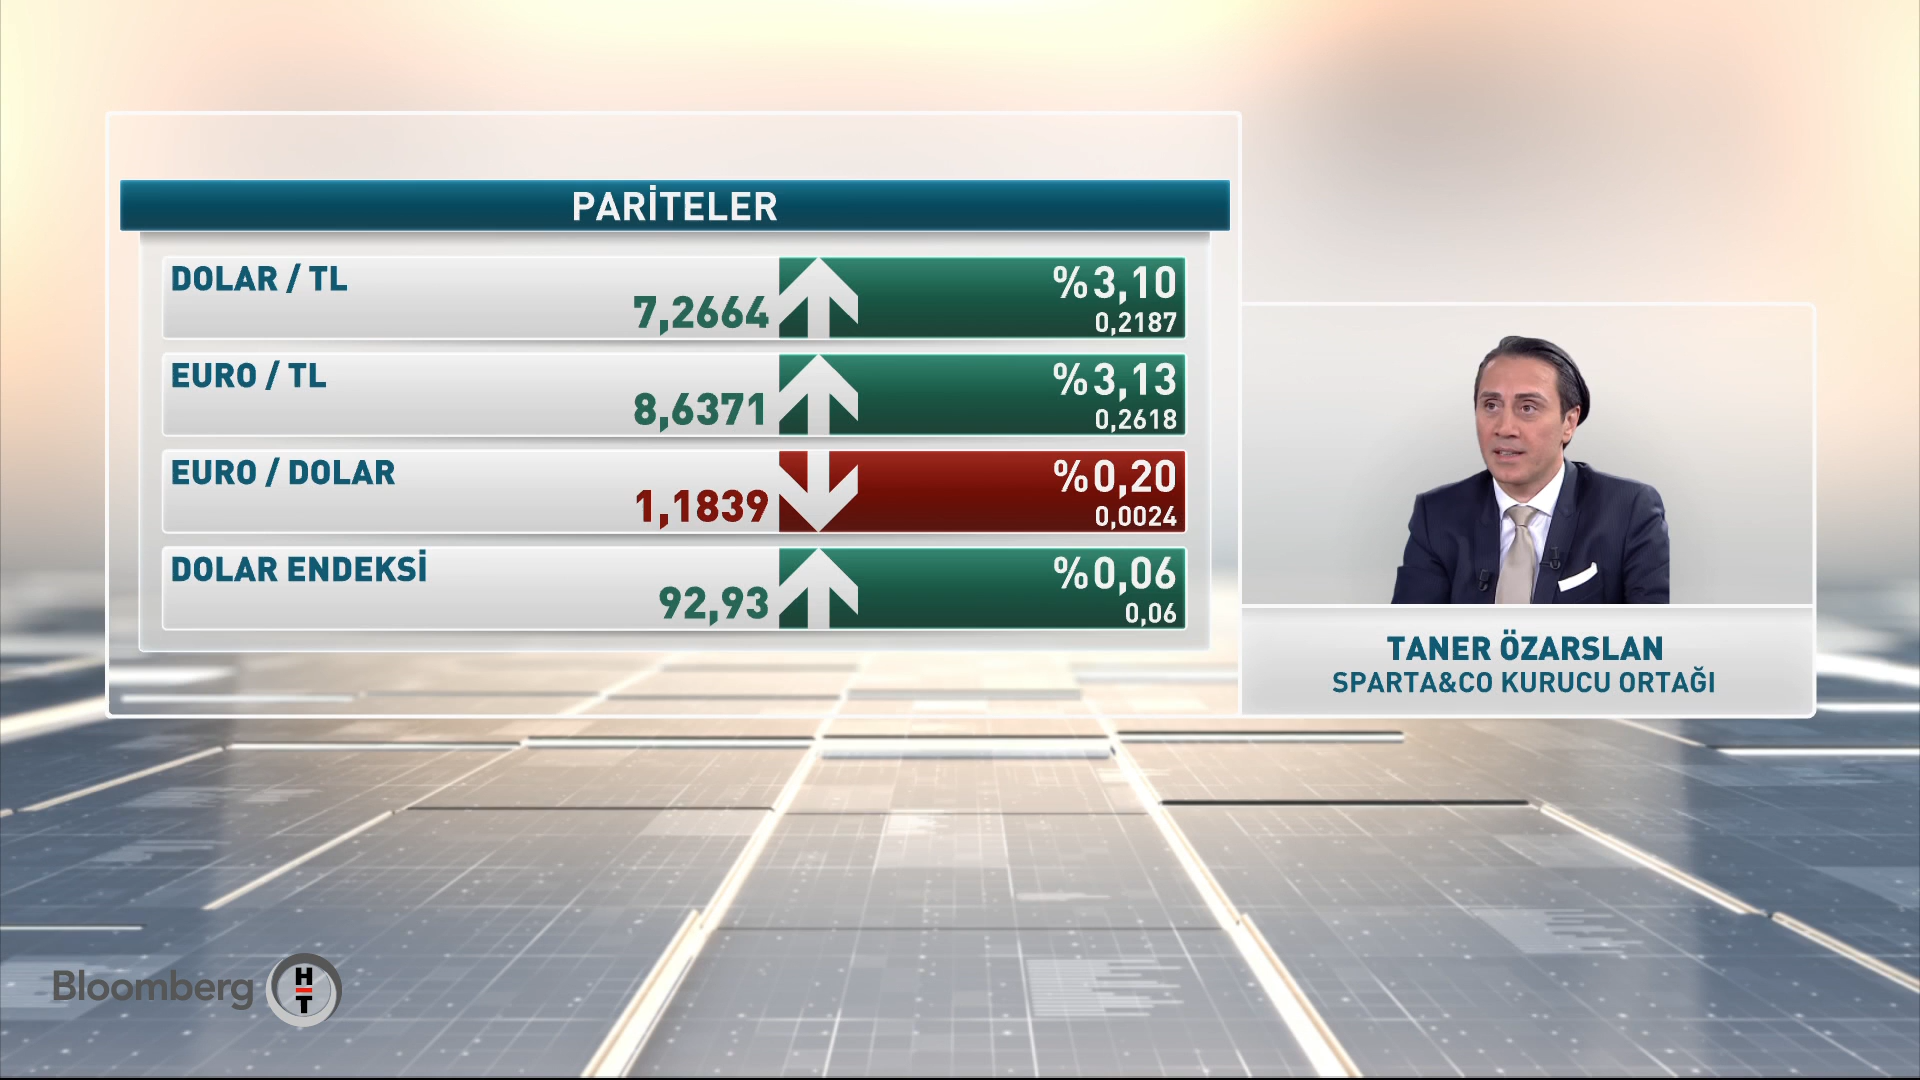 PARİTELER
DOLAR / TL
7,2664
%3,10
0,2187
EURO / TL
8,6371
%3,13
0,2618
EURO / DOLAR
1,1839
%0,20
0,0024
DOLAR ENDEKSİ
92,93
%0,06
0,06
TANER ÖZARSLAN
SPARTA&CO KURUCU ORTAĞI
Bloomberg HT